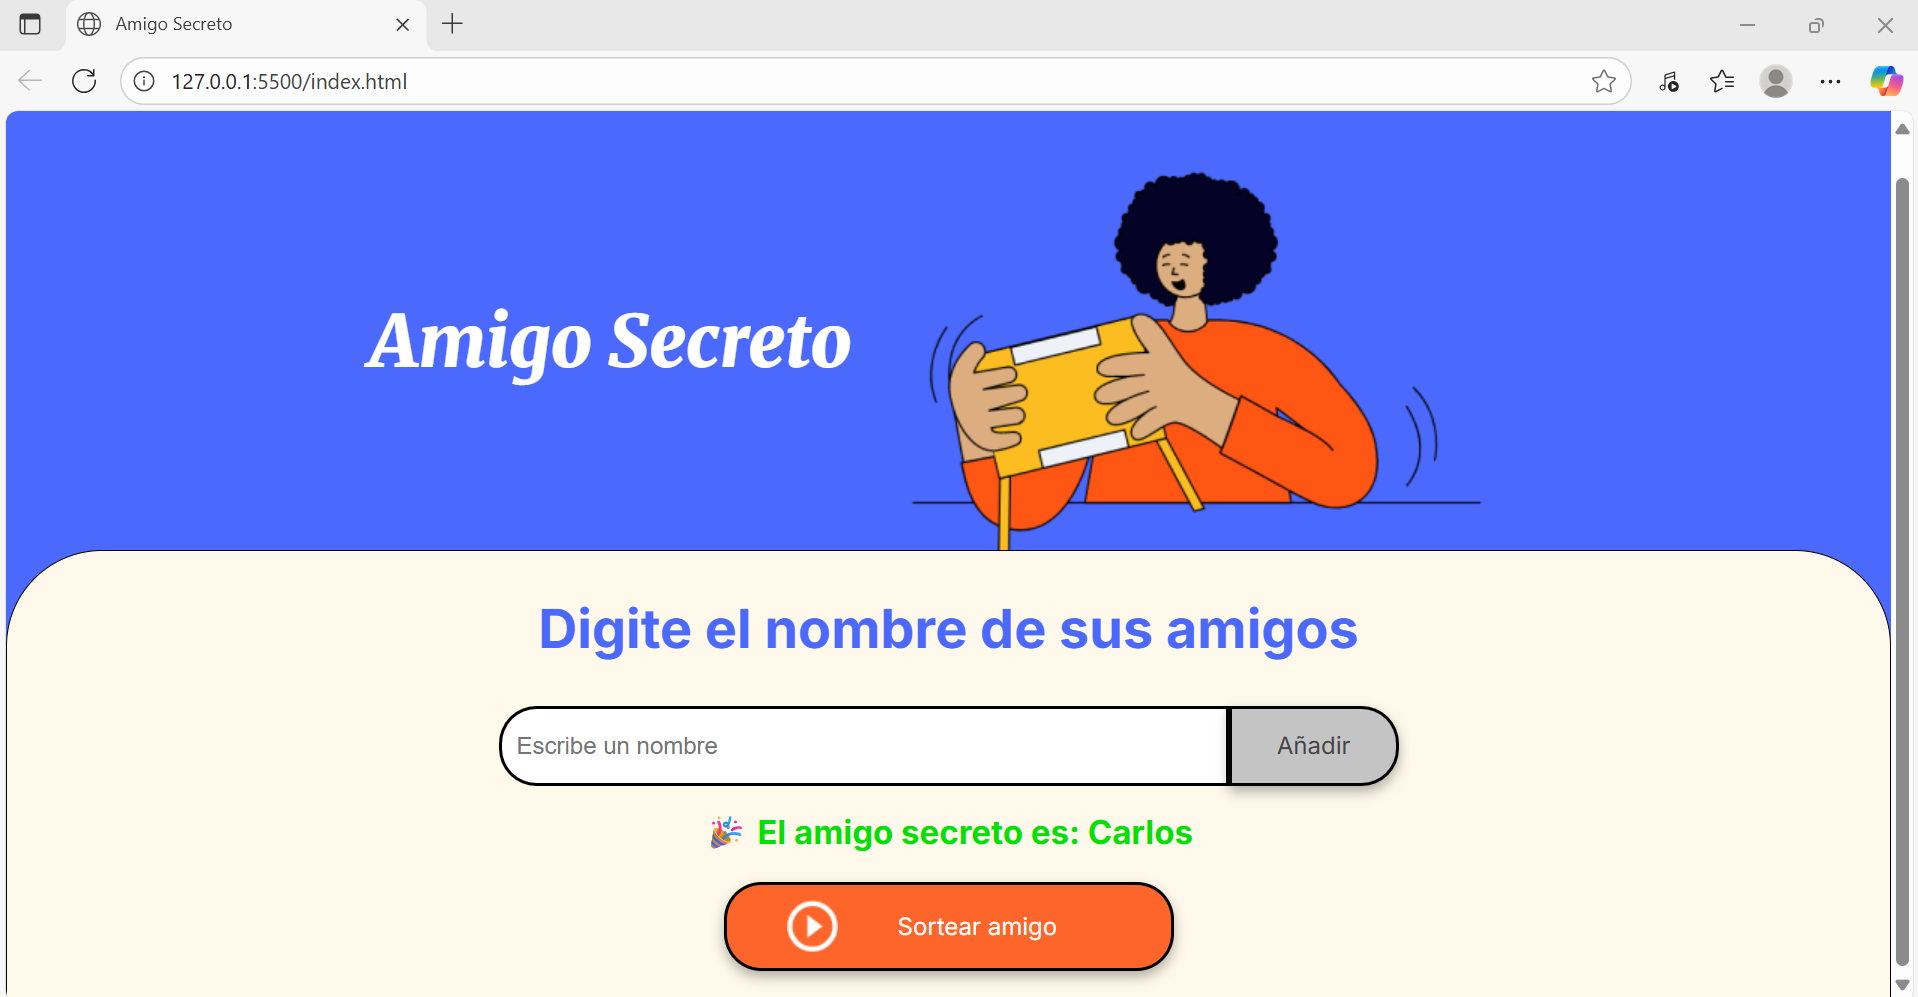 Amigo Secreto
127.0.0.1:5500/index.html
Amigo Secreto
Digite el nombre de sus amigos
Escribe un nombre
Añadir
🎉 El amigo secreto es: Carlos
Sortear amigo